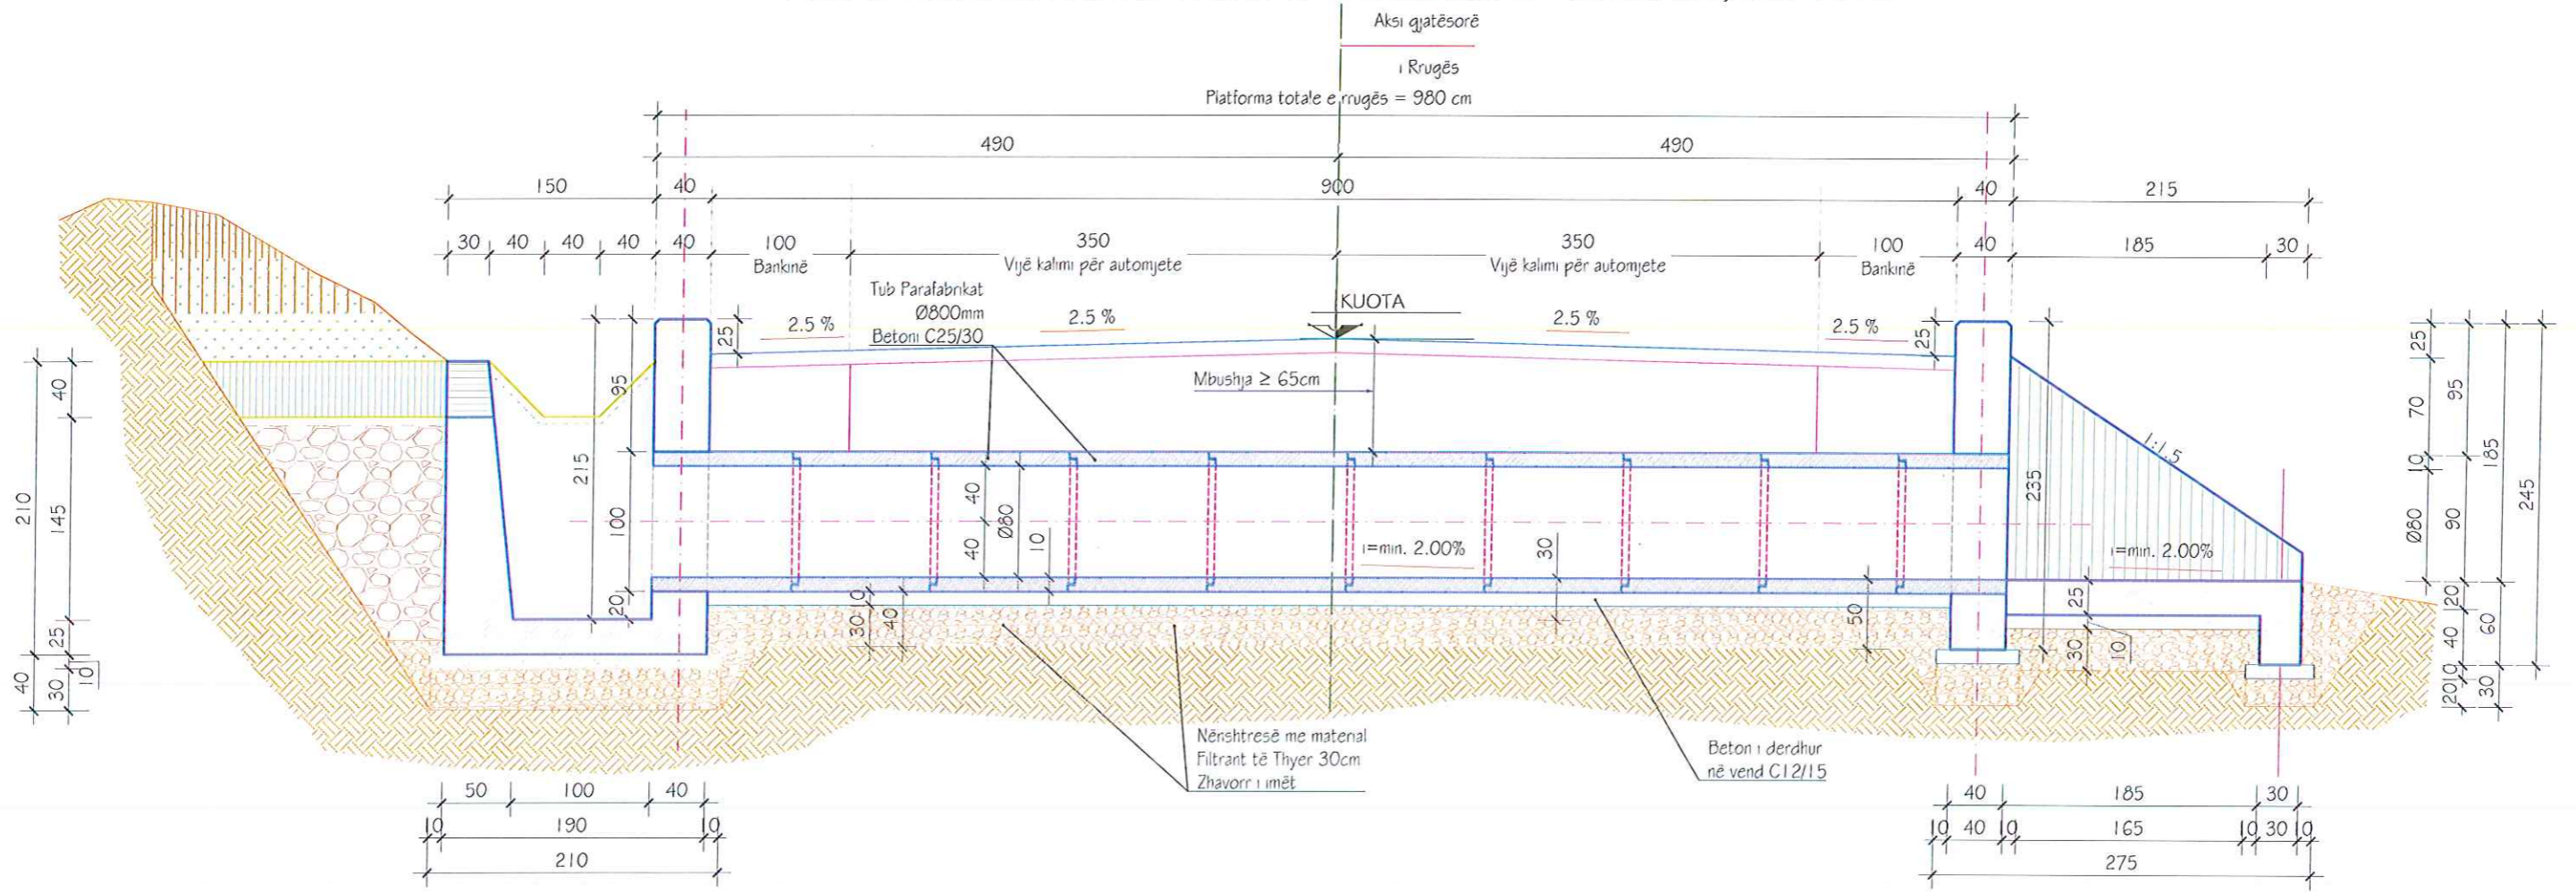 Aksi gjatësorë
i Rrugës
Platforma totale e rrugës = 980 cm
490 490
150 40 900 40 215
30 40 40 40 40 100 350 350 100 40 185 30
Bankinë Vijë kalimi për automjete Vijë kalimi për automjete Bankinë
Tub Parafabrikat
Ø800mm
Betoni C25/30
KUOTA
25 2.5 % 2.5 % 2.5 % 2.5 % 25
Mbushja ≥ 65cm
210 40 145 25 40 30 10
95 215 100 20
40 40 Ø80 10
10 30 40
i=min. 2.00%
30
50
235
1:1.5
i=min. 2.00%
25
30 10
25 70 10 Ø80
95 90 20 40 10 20
185 60 30
245
Nënshtresë me material
Filtrant të Thyer 30cm
Zhavorr i imët
Beton i derdhur
në vend C12/15
50 100 40
10 190 10
210
40 185 30
10 40 10 165 10 30 10
275